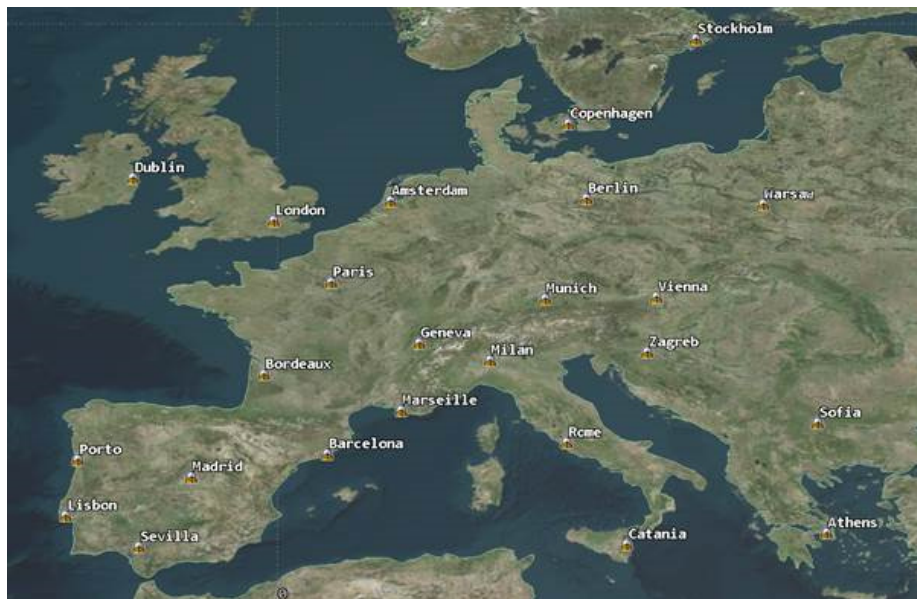 Stockholm
Copenhagen
Dublin
Amsterdam
Berlin
Warsaw
London
Paris
Munich
Vienna
Geneva
Milan
Zagreb
Bordeaux
Marseille
Sofia
Rome
Porto
Madrid
Barcelona
Lisbon
Sevilla
Catania
Athens
0